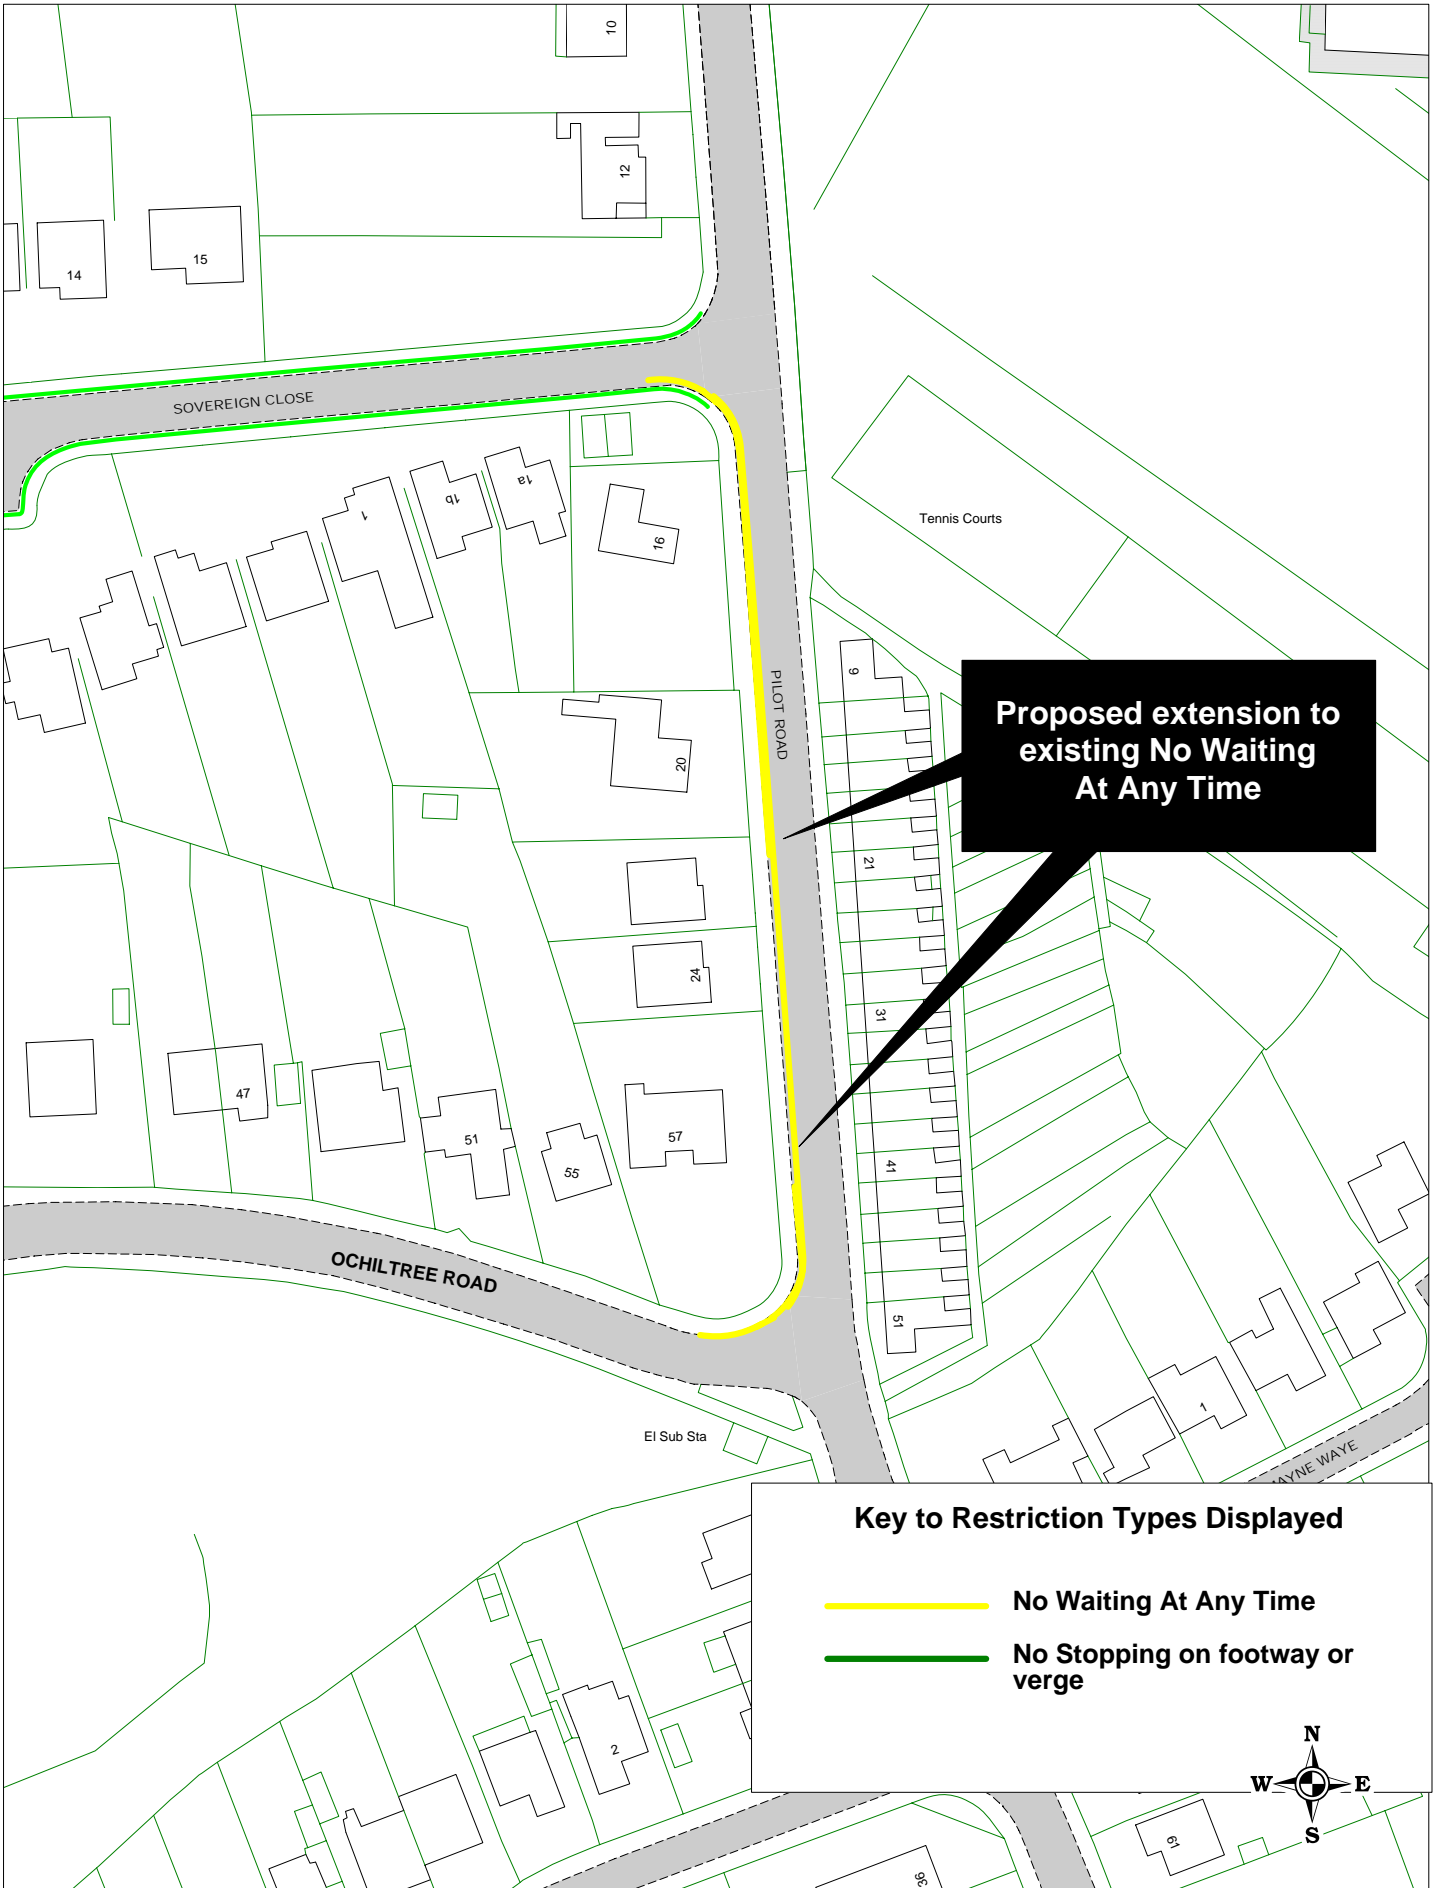 10
12
14
15
SOVEREIGN CLOSE
1a
1b
1
Tennis Courts
16
9
PILOT ROAD
20
Proposed extension to
existing No Waiting
At Any Time
21
24
31
47
51
57
55
41
OCHILTREE ROAD
51
1
El Sub Sta
AYNE WAYE
Key to Restriction Types Displayed
No Waiting At Any Time
No Stopping on footway or
verge
2
N
W E
S
61
36